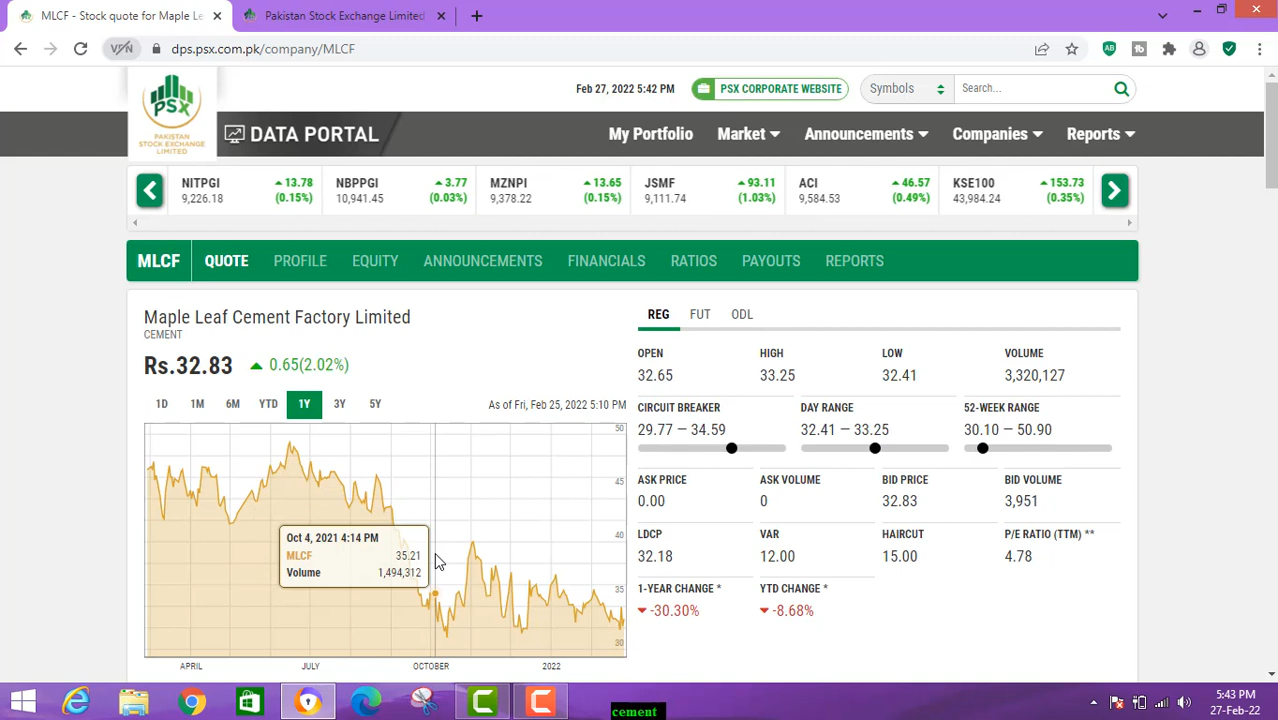 MLCF - Stock quote for Maple Le
Pakistan Stock Exchange Limited
VPN
dps.psx.com.pk/company/MLCF
PSX
PAKISTAN
STOCK EXCHANGE
LIMITED
Feb 27, 2022 5:42 PM
PSX CORPORATE WEBSITE
Symbols
Search...
DATA PORTAL
My Portfolio
Market
Announcements
Companies
Reports
NITPGI 13.78
9,226.18 (0.15%)
NBPPGI 3.77
10,941.45 (0.03%)
MZNPI 13.65
9,378.22 (0.15%)
JSMF 93.11
9,111.74 (1.03%)
ACI 46.57
9,584.53 (0.49%)
KSE100 153.73
43,984.24 (0.35%)
MLCF QUOTE PROFILE EQUITY ANNOUNCEMENTS FINANCIALS RATIOS PAYOUTS REPORTS
Maple Leaf Cement Factory Limited
CEMENT
Rs.32.83 0.65(2.02%)
1D 1M 6M YTD 1Y 3Y 5Y
As of Fri, Feb 25, 2022 5:10 PM
50
45
40
35
30
Oct 4, 2021 4:14 PM
MLCF 35.21
Volume 1,494,312
APRIL JULY OCTOBER 2022
REG FUT ODL
OPEN HIGH LOW VOLUME
32.65 33.25 32.41 3,320,127
CIRCUIT BREAKER DAY RANGE 52-WEEK RANGE
29.77 — 34.59 32.41 — 33.25 30.10 — 50.90
ASK PRICE ASK VOLUME BID PRICE BID VOLUME
0.00 0 32.83 3,951
LDCP VAR HAIRCUT P/E RATIO (TTM) **
32.18 12.00 15.00 4.78
1-YEAR CHANGE * YTD CHANGE *
-30.30% -8.68%
cement
5:43 PM
27-Feb-22